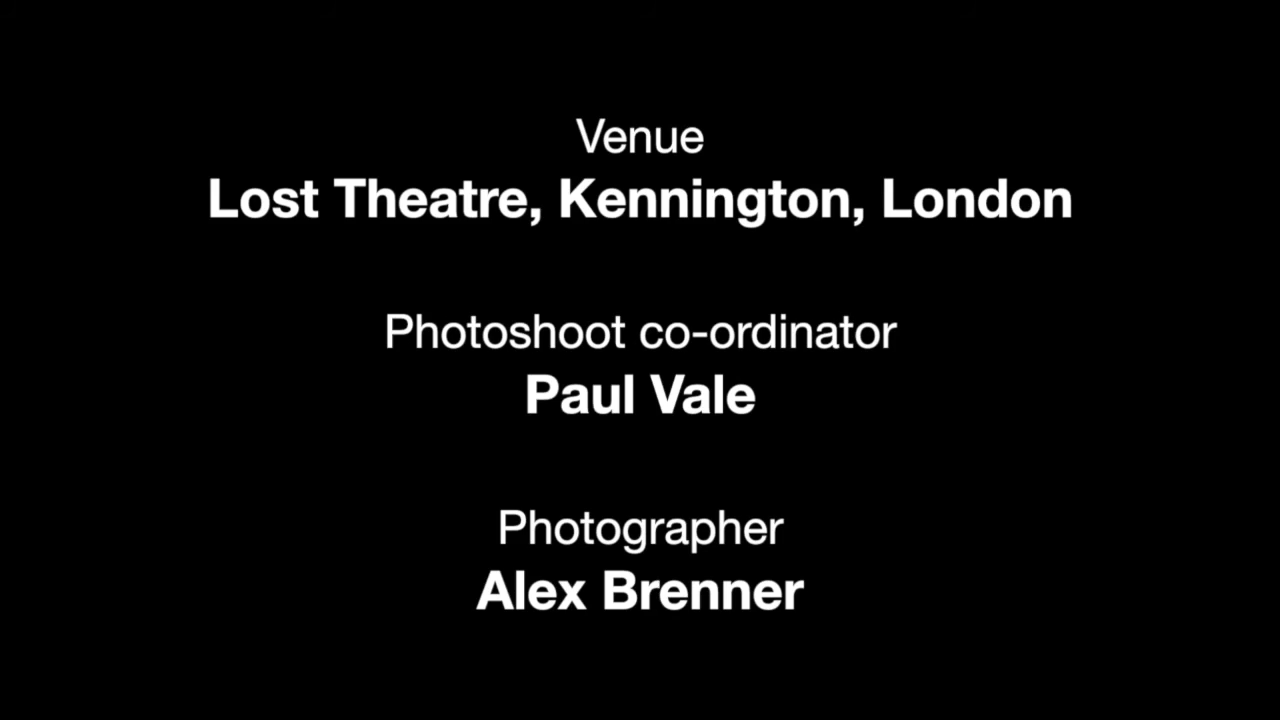 Venue
Lost Theatre, Kennington, London
Photoshoot co-ordinator
Paul Vale
Photographer
Alex Brenner